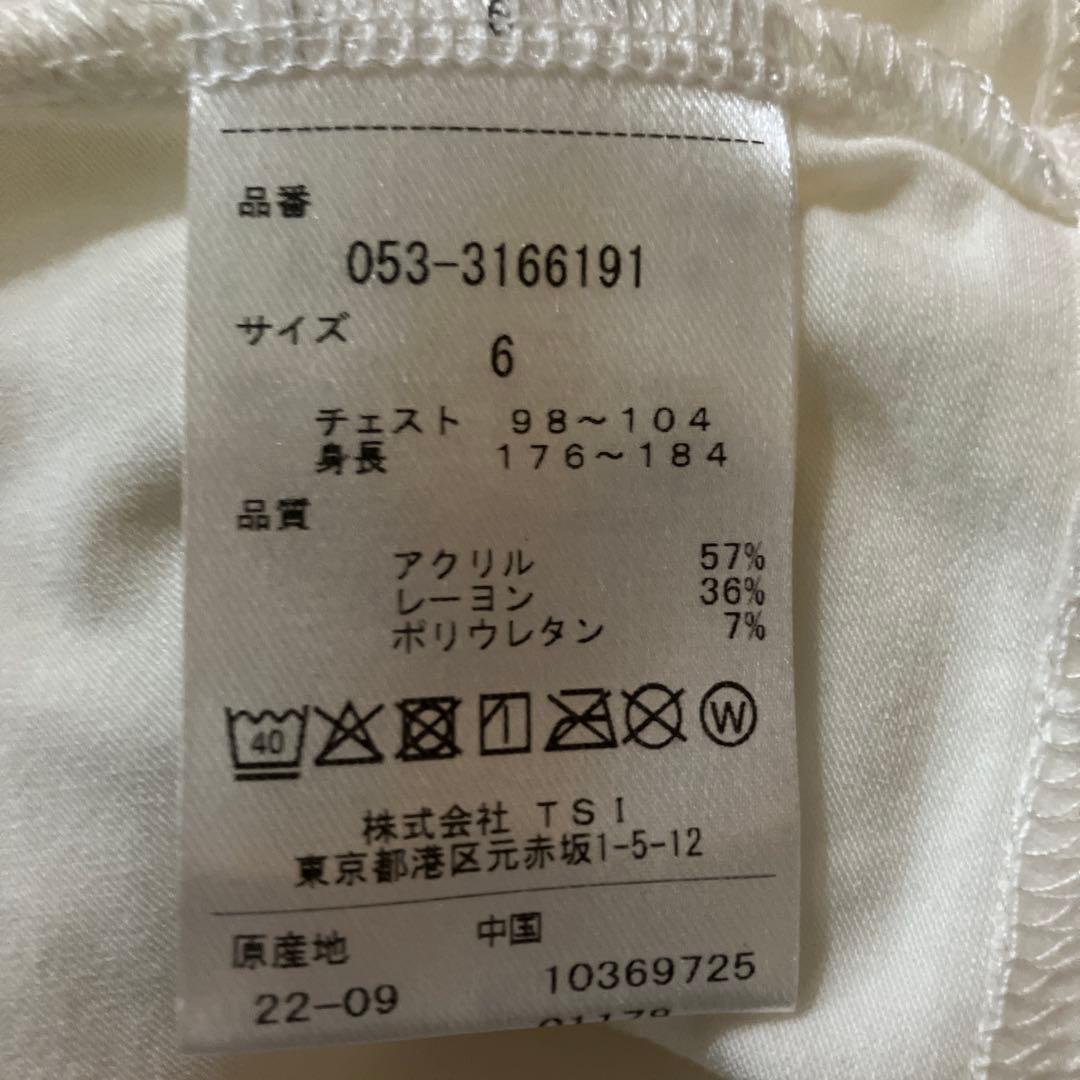 品番
053-3166191
サイズ
6
チェスト 98～104
身長 176～184
品質
アクリル 57%
レーヨン 36%
ポリウレタン 7%
40 W
株式会社 TSI
東京都港区元赤坂1-5-12
原産地 中国
22-09 10369725